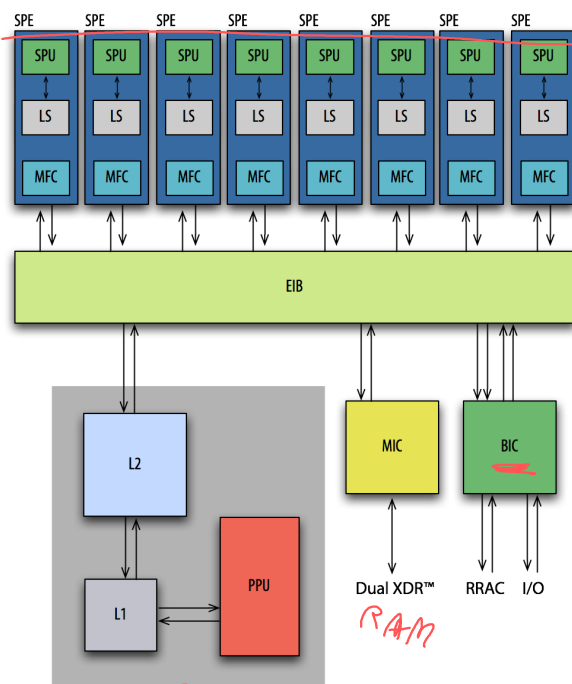 SPE SPE SPE SPE SPE SPE SPE SPE
SPU SPU SPU SPU SPU SPU SPU SPU
LS LS LS LS LS LS LS LS
MFC MFC MFC MFC MFC MFC MFC MFC
EIB
L2 MIC BIC
L1 PPU
Dual XDR™ RRAC I/O
RAM